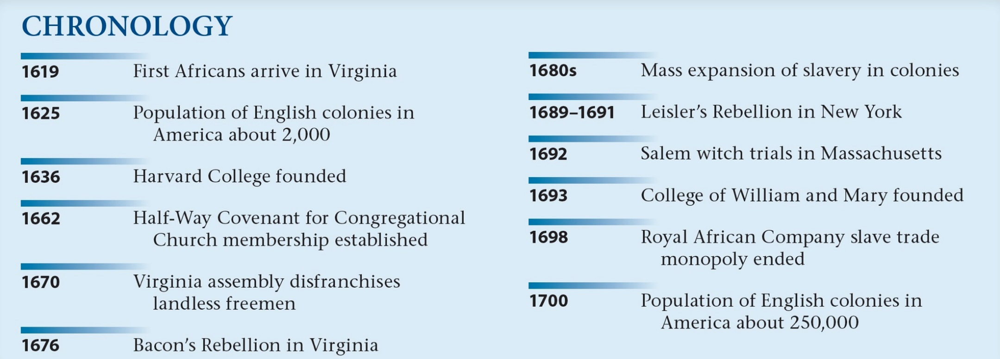 CHRONOLOGY
1619 First Africans arrive in Virginia
1625 Population of English colonies in
America about 2,000
1636 Harvard College founded
1662 Half-Way Covenant for Congregational
Church membership established
1670 Virginia assembly disfranchises
landless freemen
1676 Bacon’s Rebellion in Virginia
1680s Mass expansion of slavery in colonies
1689–1691 Leisler’s Rebellion in New York
1692 Salem witch trials in Massachusetts
1693 College of William and Mary founded
1698 Royal African Company slave trade
monopoly ended
1700 Population of English colonies in
America about 250,000